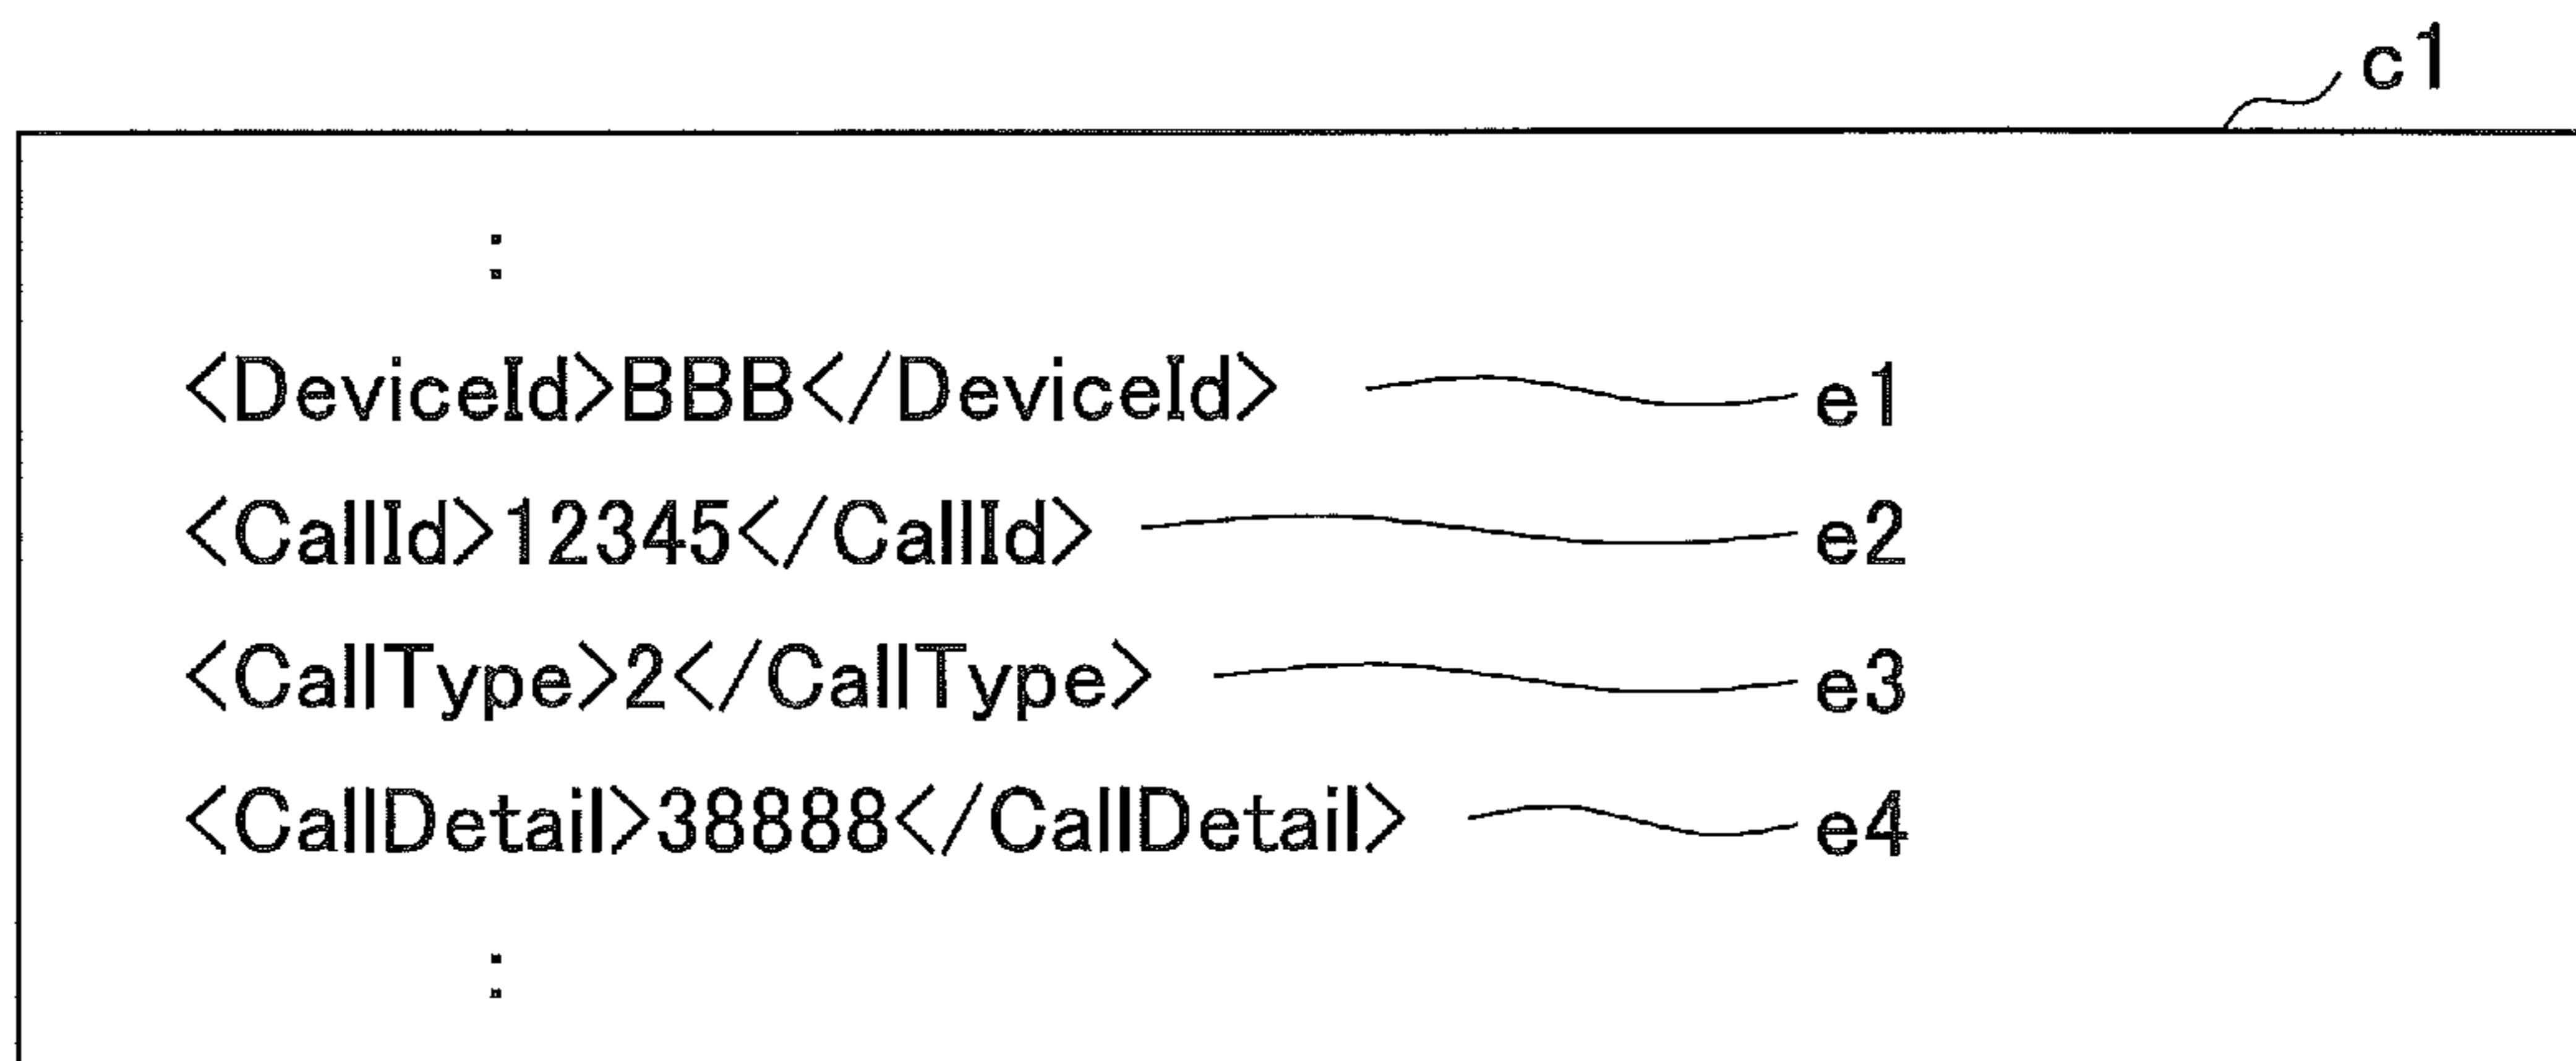 c1
:
<DeviceId>BBB</DeviceId> e1
<CallId>12345</CallId> e2
<CallType>2</CallType> e3
<CallDetail>38888</CallDetail> e4
: